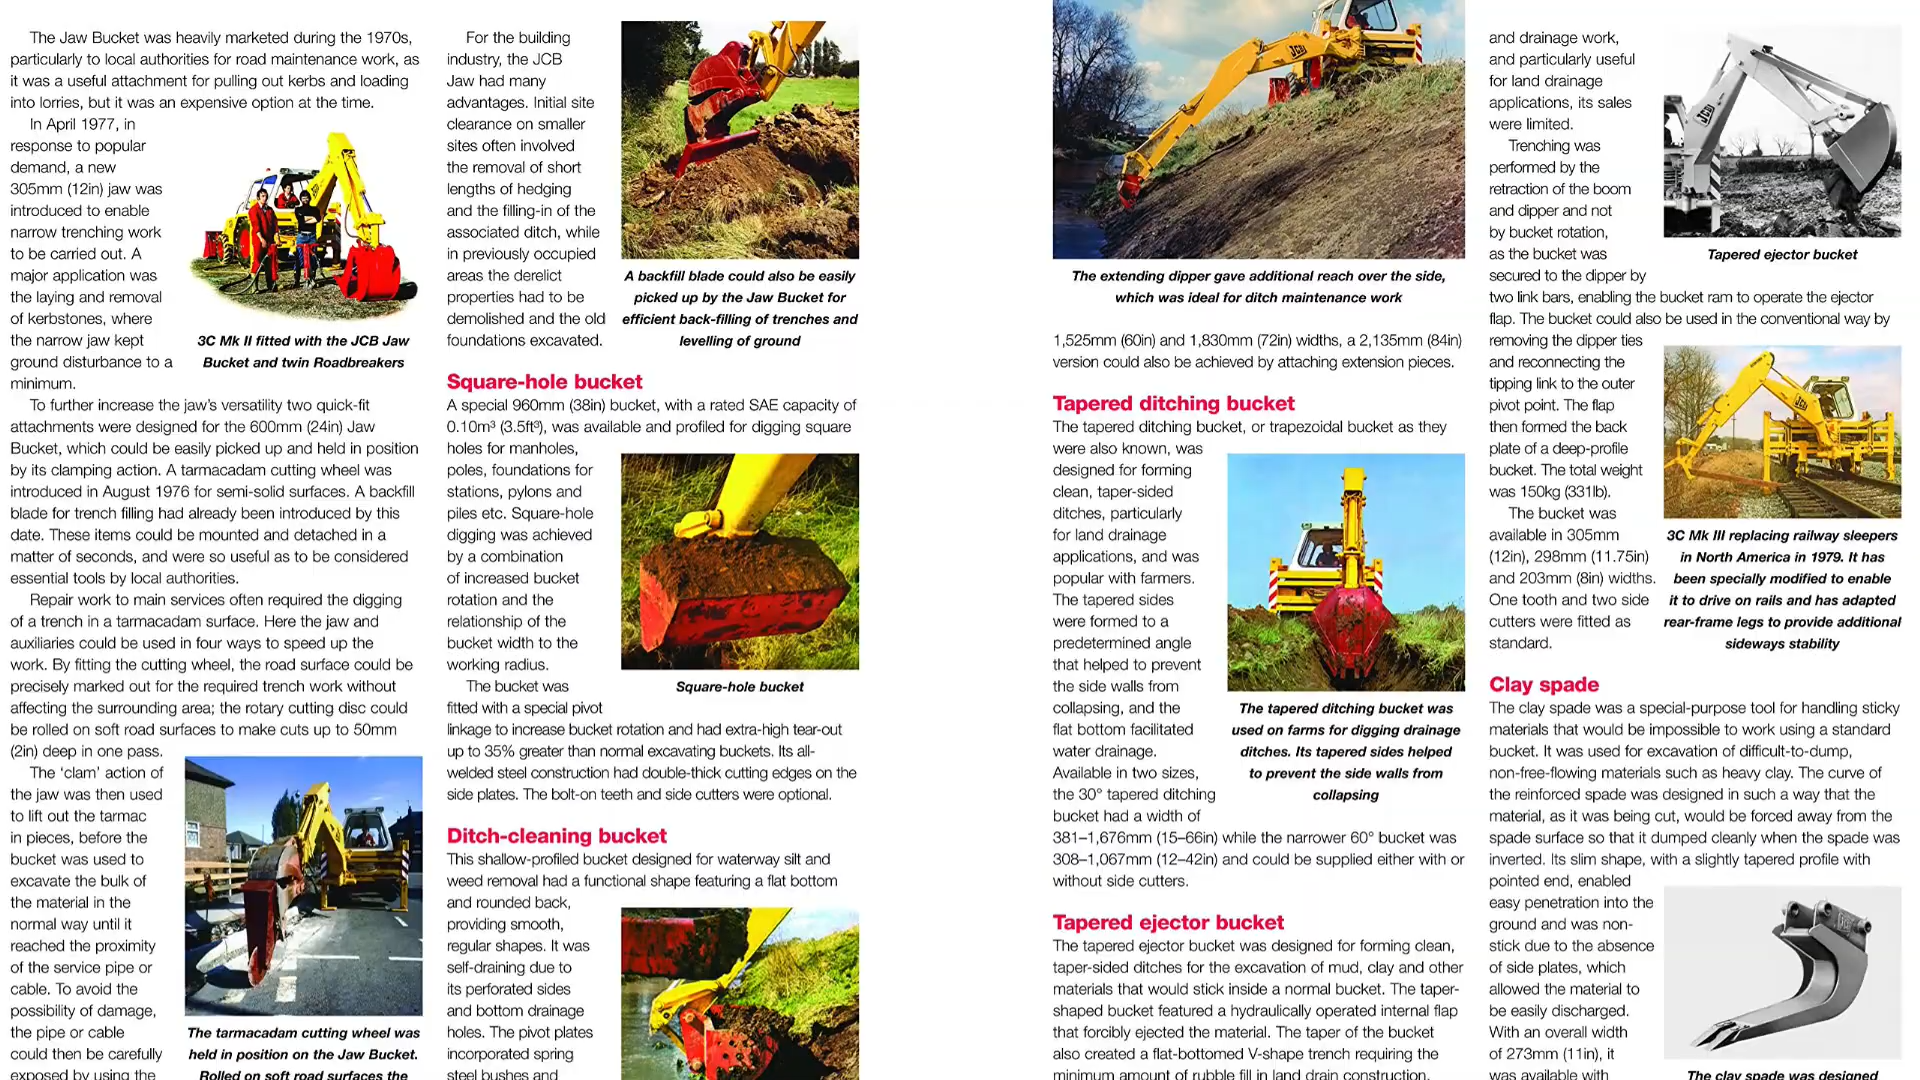 The Jaw Bucket was heavily marketed during the 1970s,
particularly to local authorities for road maintenance work, as
it was a useful attachment for pulling out kerbs and loading
into lorries, but it was an expensive option at the time.
In April 1977, in
response to popular
demand, a new
305mm (12in) jaw was
introduced to enable
narrow trenching work
to be carried out. A
major application was
the laying and removal
of kerbstones, where
the narrow jaw kept
ground disturbance to a
minimum.
3C Mk II fitted with the JCB Jaw
Bucket and twin Roadbreakers
To further increase the jaw's versatility two quick-fit
attachments were designed for the 600mm (24in) Jaw
Bucket, which could be easily picked up and held in position
by its clamping action. A tarmacadam cutting wheel was
introduced in August 1976 for semi-solid surfaces. A backfill
blade for trench filling had already been introduced by this
date. These items could be mounted and detached in a
matter of seconds, and were so useful as to be considered
essential tools by local authorities.
Repair work to main services often required the digging
of a trench in a tarmacadam surface. Here the jaw and
auxiliaries could be used in four ways to speed up the
work. By fitting the cutting wheel, the road surface could be
precisely marked out for the required trench work without
affecting the surrounding area; the rotary cutting disc could
be rolled on soft road surfaces to make cuts up to 50mm
(2in) deep in one pass.
The 'clam' action of
the jaw was then used
to lift out the tarmac
in pieces, before the
bucket was used to
excavate the bulk of
the material in the
normal way until it
reached the proximity
of the service pipe or
cable. To avoid the
possibility of damage,
the pipe or cable
could then be carefully
exposed by using the
The tarmacadam cutting wheel was
held in position on the Jaw Bucket.
Rolled on soft road surfaces the
For the building
industry, the JCB
Jaw had many
advantages. Initial site
clearance on smaller
sites often involved
the removal of short
lengths of hedging
and the filling-in of the
associated ditch, while
in previously occupied
areas the derelict
properties had to be
demolished and the old
foundations excavated.
A backfill blade could also be easily
picked up by the Jaw Bucket for
efficient back-filling of trenches and
levelling of ground
Square-hole bucket
A special 960mm (38in) bucket, with a rated SAE capacity of
0.10m³ (3.5ft³), was available and profiled for digging square
holes for manholes,
poles, foundations for
stations, pylons and
piles etc. Square-hole
digging was achieved
by a combination
of increased bucket
rotation and the
relationship of the
bucket width to the
working radius.
The bucket was
fitted with a special pivot
linkage to increase bucket rotation and had extra-high tear-out
up to 35% greater than normal excavating buckets. Its all-
welded steel construction had double-thick cutting edges on the
side plates. The bolt-on teeth and side cutters were optional.
Square-hole bucket
Ditch-cleaning bucket
This shallow-profiled bucket designed for waterway silt and
weed removal had a functional shape featuring a flat bottom
and rounded back,
providing smooth,
regular shapes. It was
self-draining due to
its perforated sides
and bottom drainage
holes. The pivot plates
incorporated spring
steel bushes and
The extending dipper gave additional reach over the side,
which was ideal for ditch maintenance work
1,525mm (60in) and 1,830mm (72in) widths, a 2,135mm (84in)
version could also be achieved by attaching extension pieces.
Tapered ditching bucket
The tapered ditching bucket, or trapezoidal bucket as they
were also known, was
designed for forming
clean, taper-sided
ditches, particularly
for land drainage
applications, and was
popular with farmers.
The tapered sides
were formed to a
predetermined angle
that helped to prevent
the side walls from
collapsing, and the
flat bottom facilitated
water drainage.
Available in two sizes,
the 30° tapered ditching
bucket had a width of
381–1,676mm (15–66in) while the narrower 60° bucket was
308–1,067mm (12–42in) and could be supplied either with or
without side cutters.
The tapered ditching bucket was
used on farms for digging drainage
ditches. Its tapered sides helped
to prevent the side walls from
collapsing
Tapered ejector bucket
The tapered ejector bucket was designed for forming clean,
taper-sided ditches for the excavation of mud, clay and other
materials that would stick inside a normal bucket. The taper-
shaped bucket featured a hydraulically operated internal flap
that forcibly ejected the material. The taper of the bucket
also created a flat-bottomed V-shape trench requiring the
minimum amount of rubble fill in land drain construction,
and drainage work,
and particularly useful
for land drainage
applications, its sales
were limited.
Trenching was
performed by the
retraction of the boom
and dipper and not
by bucket rotation,
as the bucket was
secured to the dipper by
two link bars, enabling the bucket ram to operate the ejector
flap. The bucket could also be used in the conventional way by
removing the dipper ties
and reconnecting the
tipping link to the outer
pivot point. The flap
then formed the back
plate of a deep-profile
bucket. The total weight
was 150kg (331lb).
The bucket was
available in 305mm
(12in), 298mm (11.75in)
and 203mm (8in) widths.
One tooth and two side
cutters were fitted as
standard.
Tapered ejector bucket
3C Mk III replacing railway sleepers
in North America in 1979. It has
been specially modified to enable
it to drive on rails and has adapted
rear-frame legs to provide additional
sideways stability
Clay spade
The clay spade was a special-purpose tool for handling sticky
materials that would be impossible to work using a standard
bucket. It was used for excavation of difficult-to-dump,
non-free-flowing materials such as heavy clay. The curve of
the reinforced spade was designed in such a way that the
material, as it was being cut, would be forced away from the
spade surface so that it dumped cleanly when the spade was
inverted. Its slim shape, with a slightly tapered profile with
pointed end, enabled
easy penetration into the
ground and was non-
stick due to the absence
of side plates, which
allowed the material to
be easily discharged.
With an overall width
of 273mm (11in), it
was available with
The clay spade was designed
JCB
JCB
JCB